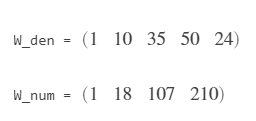 W_den = (1 10 35 50 24)
W_num = (1 18 107 210)